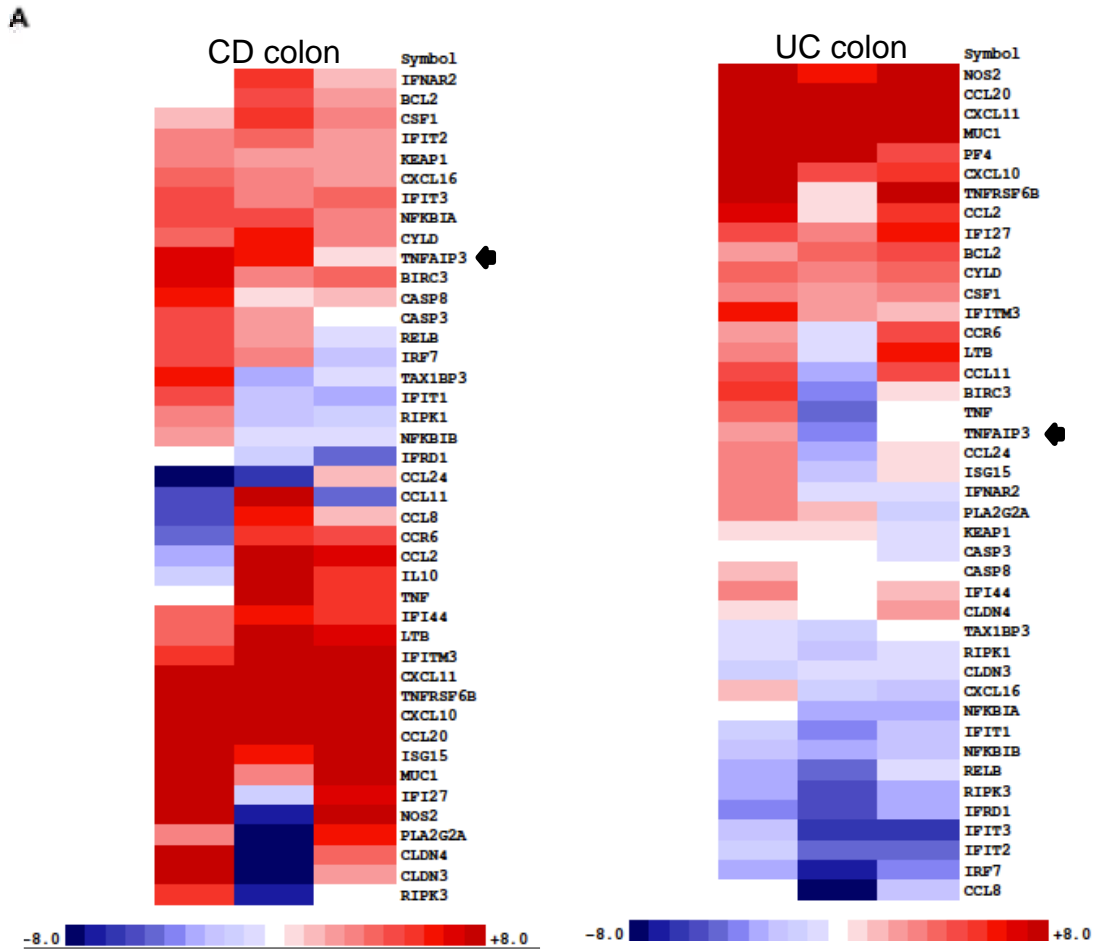 A
CD colon
Symbol
IFNAR2
BCL2
CSF1
IFIT2
KEAP1
CXCL16
IFIT3
NFKBIA
CYLD
TNFAIP3
BIRC3
CASP8
CASP3
RELB
IRF7
TAX1BP3
IFIT1
RIPK1
NFKBIB
IFRD1
CCL24
CCL11
CCL8
CCR6
CCL2
IL10
TNF
IFI44
LTB
IFITM3
CXCL11
TNFRSF6B
CXCL10
CCL20
ISG15
MUC1
IFI27
NOS2
PLA2G2A
CLDN4
CLDN3
RIPK3
-8.0 +8.0
UC colon
Symbol
NOS2
CCL20
CXCL11
MUC1
PF4
CXCL10
TNFRSF6B
CCL2
IFI27
BCL2
CYLD
CSF1
IFITM3
CCR6
LTB
CCL11
BIRC3
TNF
TNFAIP3
CCL24
ISG15
IFNAR2
PLA2G2A
KEAP1
CASP3
CASP8
IFI44
CLDN4
TAX1BP3
RIPK1
CLDN3
CXCL16
NFKBIA
IFIT1
NFKBIB
RELB
RIPK3
IFRD1
IFIT3
IFIT2
IRF7
CCL8
-8.0 +8.0